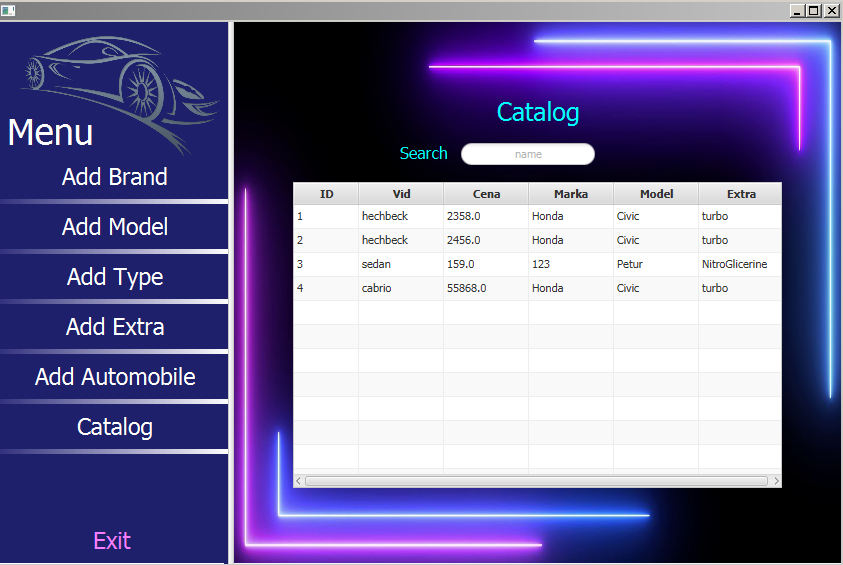 Menu
Add Brand
Add Model
Add Type
Add Extra
Add Automobile
Catalog
Exit
Catalog
Search name
ID Vid Cena Marka Model Extra
1 hechbeck 2358.0 Honda Civic turbo
2 hechbeck 2456.0 Honda Civic turbo
3 sedan 159.0 123 Petur NitroGlicerine
4 cabrio 55868.0 Honda Civic turbo